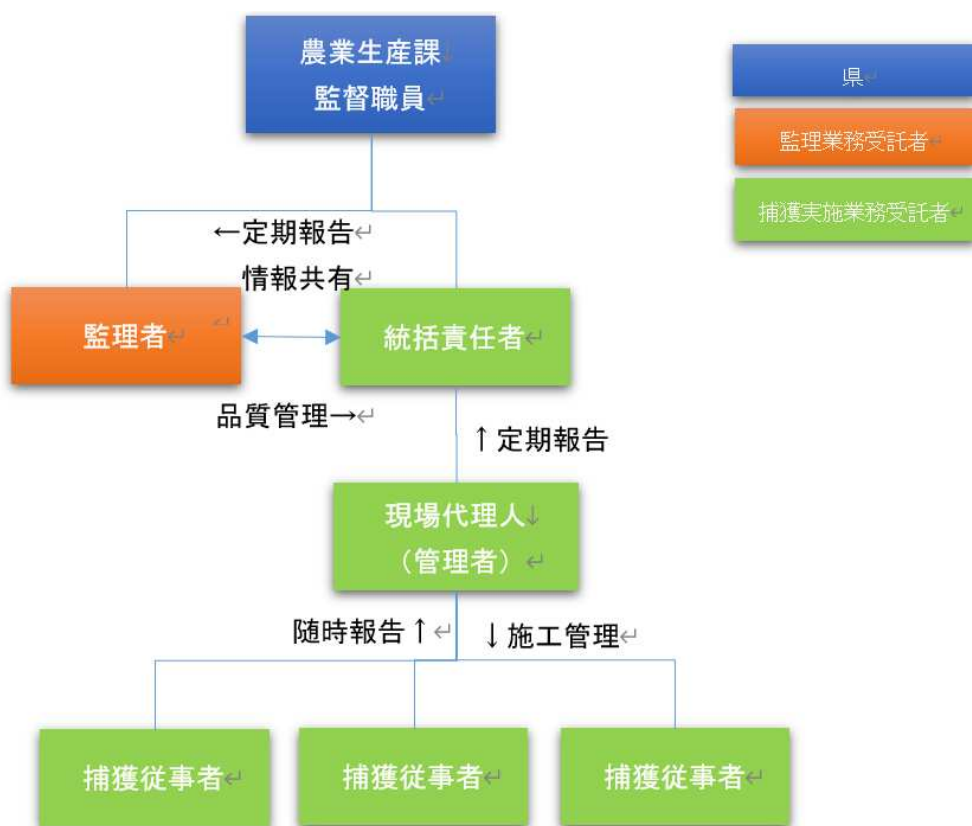 農業生産課↓
監督職員↵
県↵
監理業務受託者↵
捕獲実施業務受託者↵
←定期報告↵
情報共有↵
監理者↵ ↵
統括責任者↵
品質管理→↵
↑定期報告
現場代理人↓
（管理者）↵
随時報告↑↵
↓施工管理↵
捕獲従事者↵
捕獲従事者↵
捕獲従事者↵